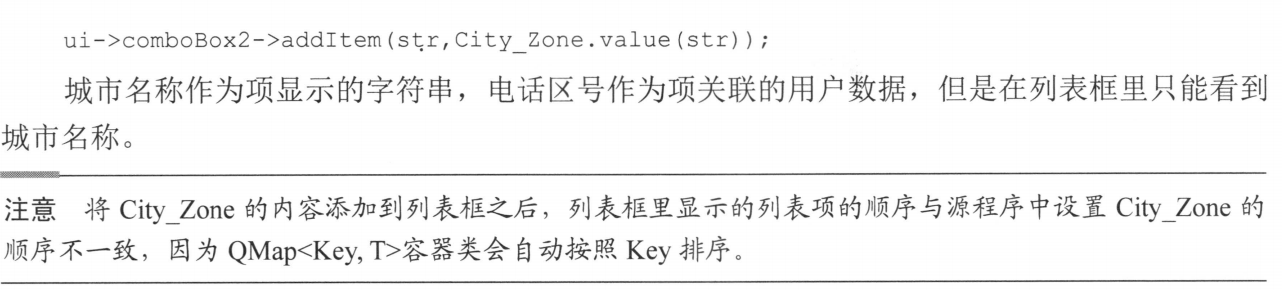 ui->comboBox2->addItem(str,City_Zone.value(str));
城市名称作为项显示的字符串，电话区号作为项关联的用户数据，但是在列表框里只能看到
城市名称。
注意 将 City_Zone 的内容添加到列表框之后，列表框里显示的列表项的顺序与源程序中设置 City_Zone 的
顺序不一致，因为 QMap<Key, T>容器类会自动按照 Key 排序。